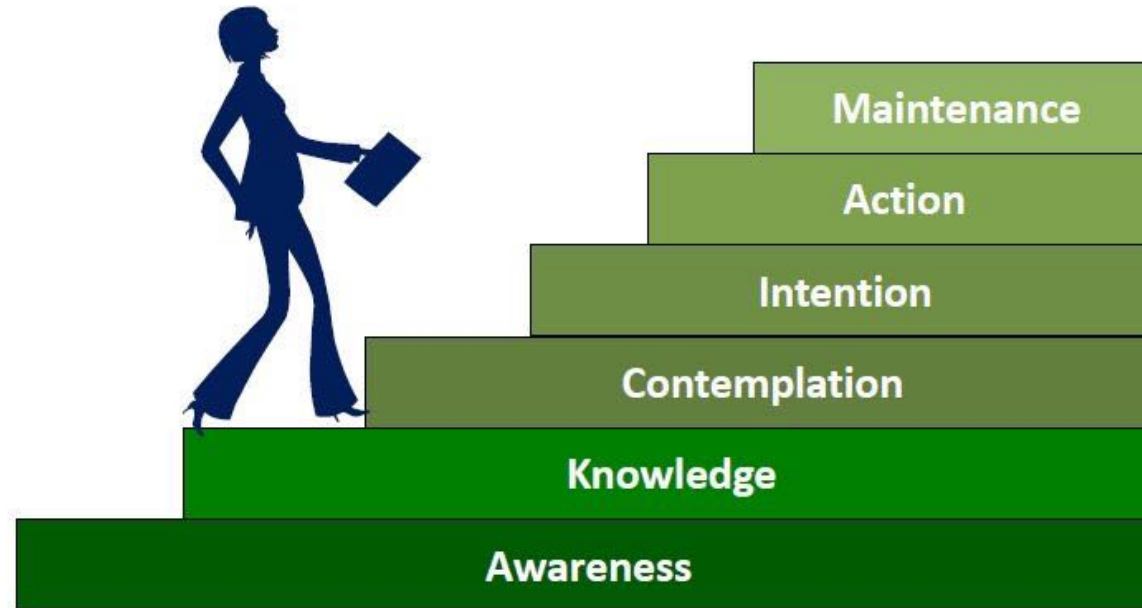 Maintenance
Action
Intention
Contemplation
Knowledge
Awareness